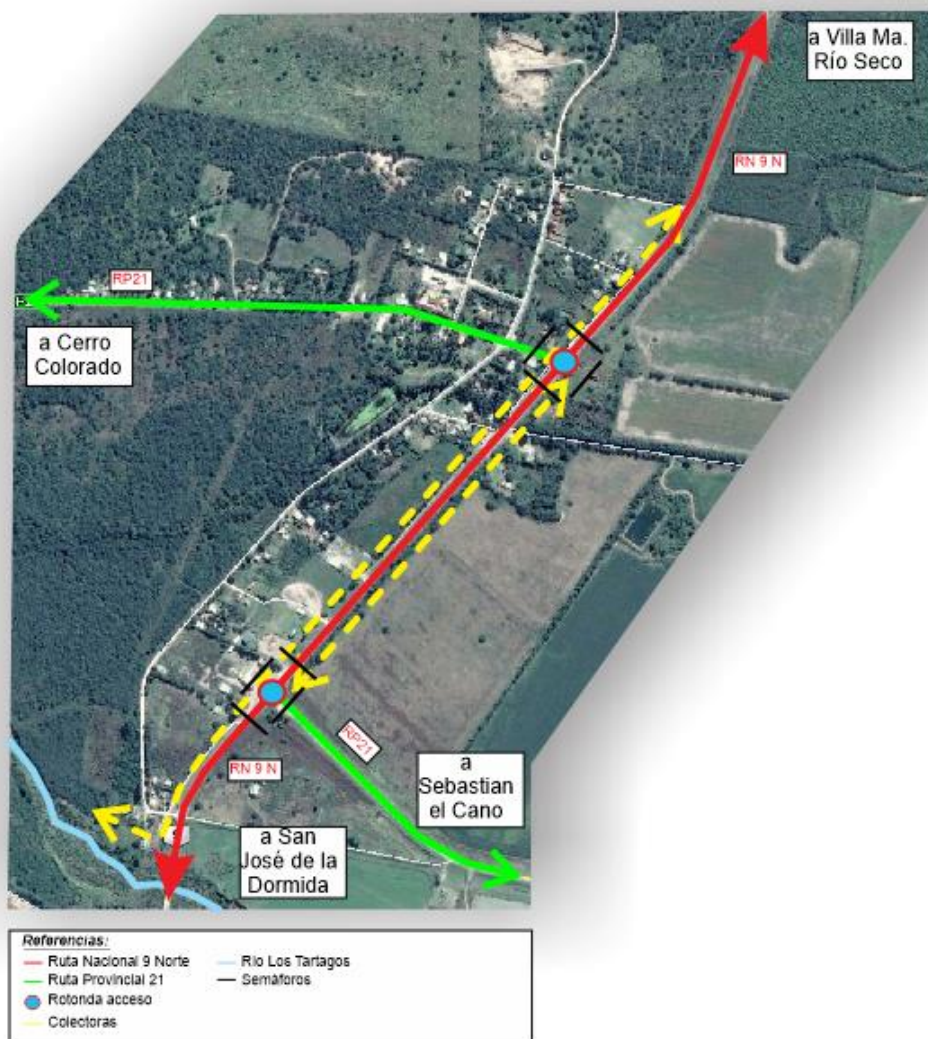 a Villa Ma.
Río Seco
RN 9 N
RP21
a Cerro
Colorado
RP21
RN 9 N
a
Sebastian
el Cano
a San
José de la
Dormida
Referencias:
Ruta Nacional 9 Norte
Río Los Tartagos
Ruta Provincial 21
Semáforos
Rotonda acceso
Colectoras